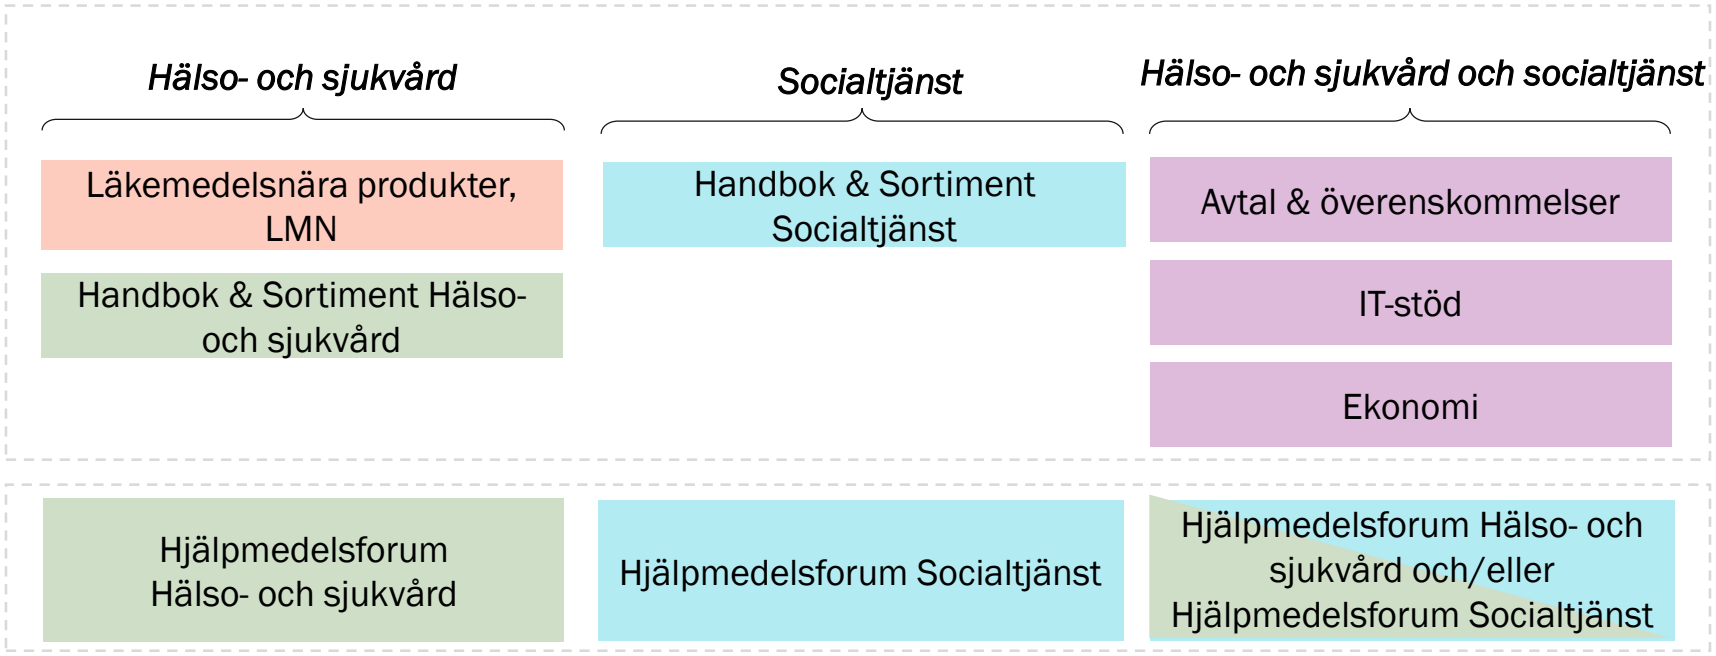 Hälso- och sjukvård
Socialtjänst
Hälso- och sjukvård och socialtjänst
Läkemedelsnära produkter,
LMN
Handbok & Sortiment Hälso-
och sjukvård
Handbok & Sortiment
Socialtjänst
Avtal & överenskommelser
IT-stöd
Ekonomi
Hjälpmedelsforum
Hälso- och sjukvård
Hjälpmedelsforum Socialtjänst
Hjälpmedelsforum Hälso- och
sjukvård och/eller
Hjälpmedelsforum Socialtjänst